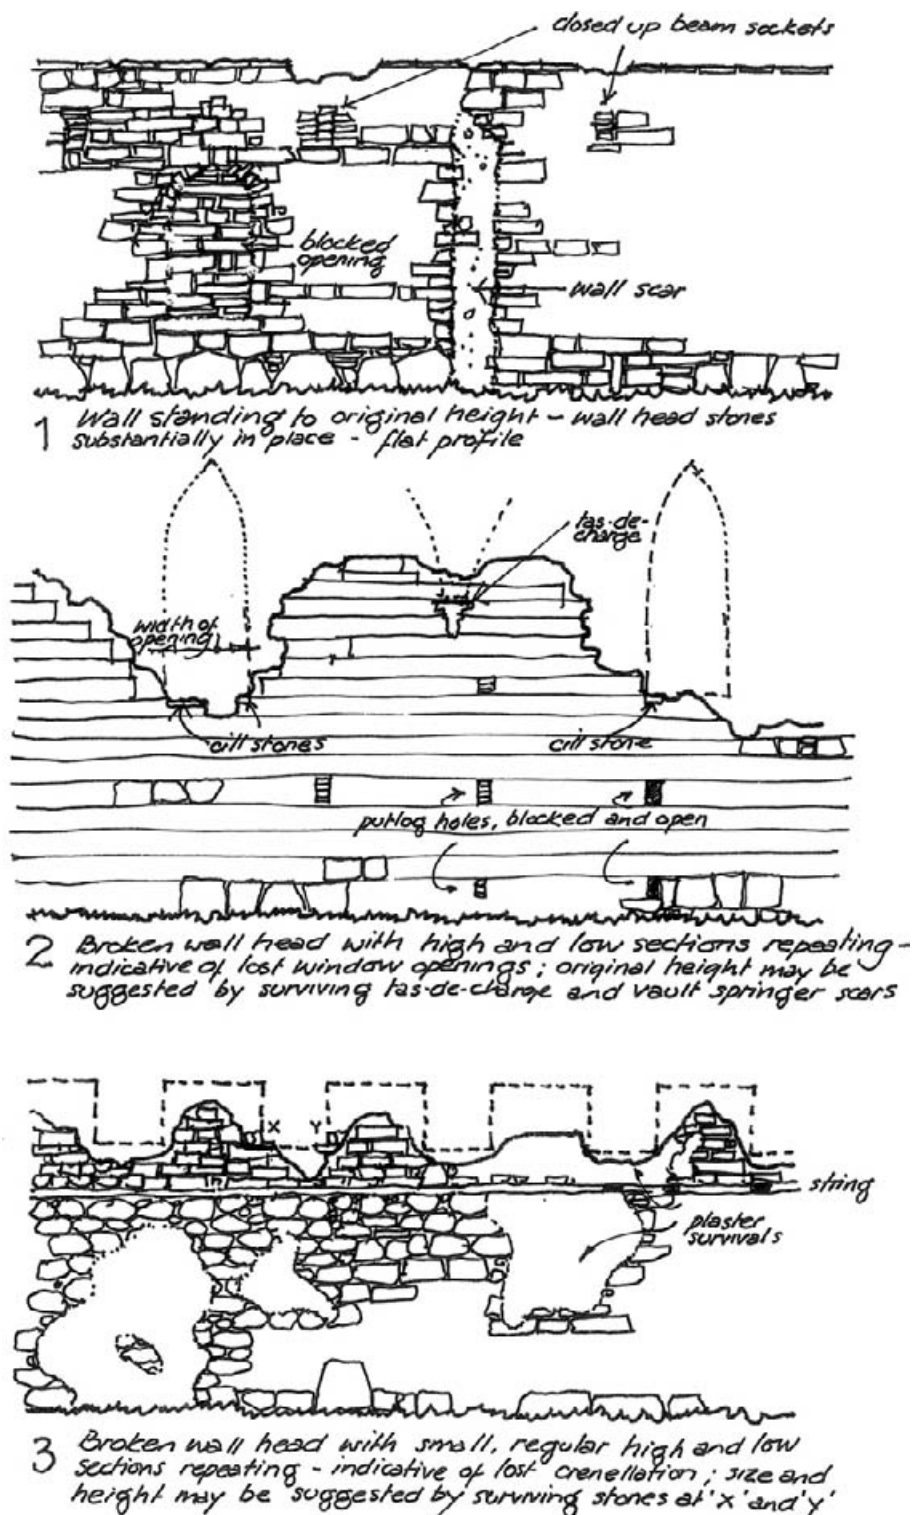 closed up beam sockets
blocked
opening
wall scar
1 Wall standing to original height - wall head stones
substantially in place - flat profile
tas-de-
charge
width of
opening
cill stones
cill stone
putlog holes, blocked and open
2 Broken wall head with high and low sections repeating -
indicative of lost window openings; original height may be
suggested by surviving tas-de-charge and vault springer scars
X Y
string
plaster
survivals
3 Broken wall head with small, regular high and low
sections repeating - indicative of lost crenellation; size and
height may be suggested by surviving stones at 'x' and 'y'